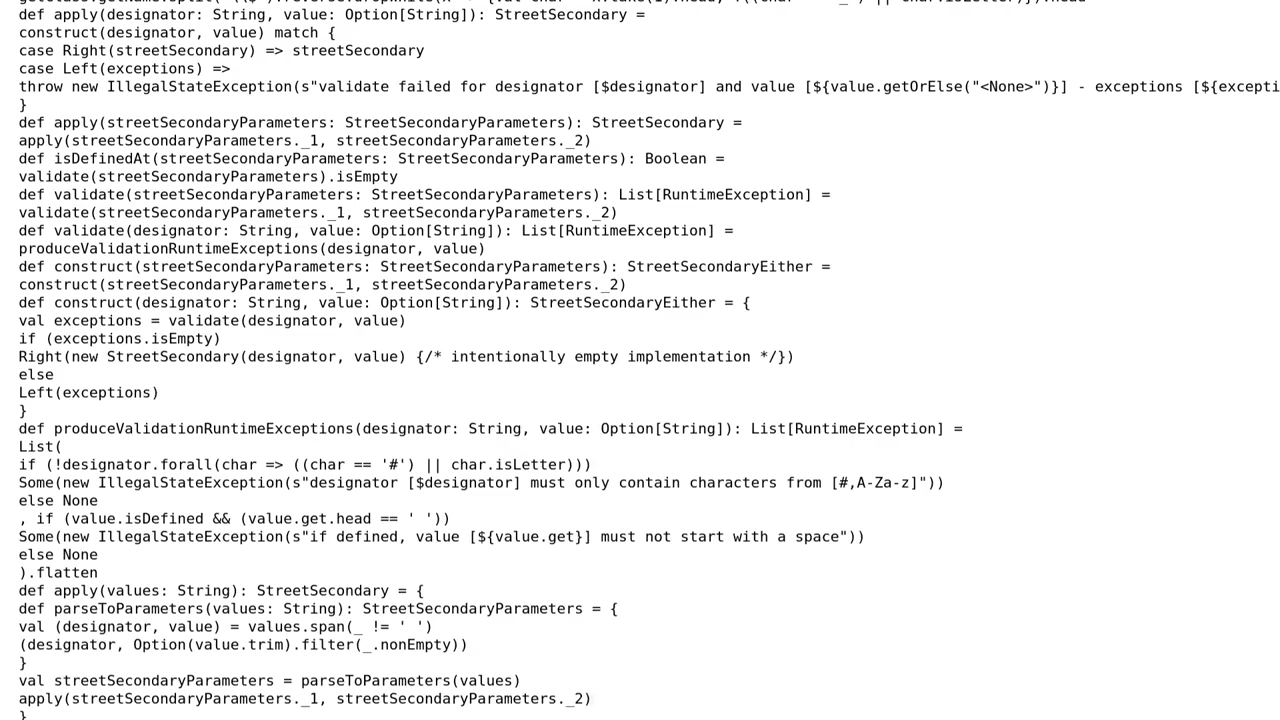 def apply(designator: String, value: Option[String]): StreetSecondary =
construct(designator, value) match {
case Right(streetSecondary) => streetSecondary
case Left(exceptions) =>
throw new IllegalStateException(s"validate failed for designator [$designator] and value [${value.getOrElse("<None>")}] - exceptions [${excepti
}
def apply(streetSecondaryParameters: StreetSecondaryParameters): StreetSecondary =
apply(streetSecondaryParameters._1, streetSecondaryParameters._2)
def isDefinedAt(streetSecondaryParameters: StreetSecondaryParameters): Boolean =
validate(streetSecondaryParameters).isEmpty
def validate(streetSecondaryParameters: StreetSecondaryParameters): List[RuntimeException] =
validate(streetSecondaryParameters._1, streetSecondaryParameters._2)
def validate(designator: String, value: Option[String]): List[RuntimeException] =
produceValidationRuntimeExceptions(designator, value)
def construct(streetSecondaryParameters: StreetSecondaryParameters): StreetSecondaryEither =
construct(streetSecondaryParameters._1, streetSecondaryParameters._2)
def construct(designator: String, value: Option[String]): StreetSecondaryEither = {
val exceptions = validate(designator, value)
if (exceptions.isEmpty)
Right(new StreetSecondary(designator, value) {/* intentionally empty implementation */})
else
Left(exceptions)
}
def produceValidationRuntimeExceptions(designator: String, value: Option[String]): List[RuntimeException] =
List(
if (!designator.forall(char => ((char == '#') || char.isLetter)))
Some(new IllegalStateException(s"designator [$designator] must only contain characters from [#,A-Za-z]"))
else None
, if (value.isDefined && (value.get.head == ' '))
Some(new IllegalStateException(s"if defined, value [${value.get}] must not start with a space"))
else None
).flatten
def apply(values: String): StreetSecondary = {
def parseToParameters(values: String): StreetSecondaryParameters = {
val (designator, value) = values.span(_ != ' ')
(designator, Option(value.trim).filter(_.nonEmpty))
}
val streetSecondaryParameters = parseToParameters(values)
apply(streetSecondaryParameters._1, streetSecondaryParameters._2)
}